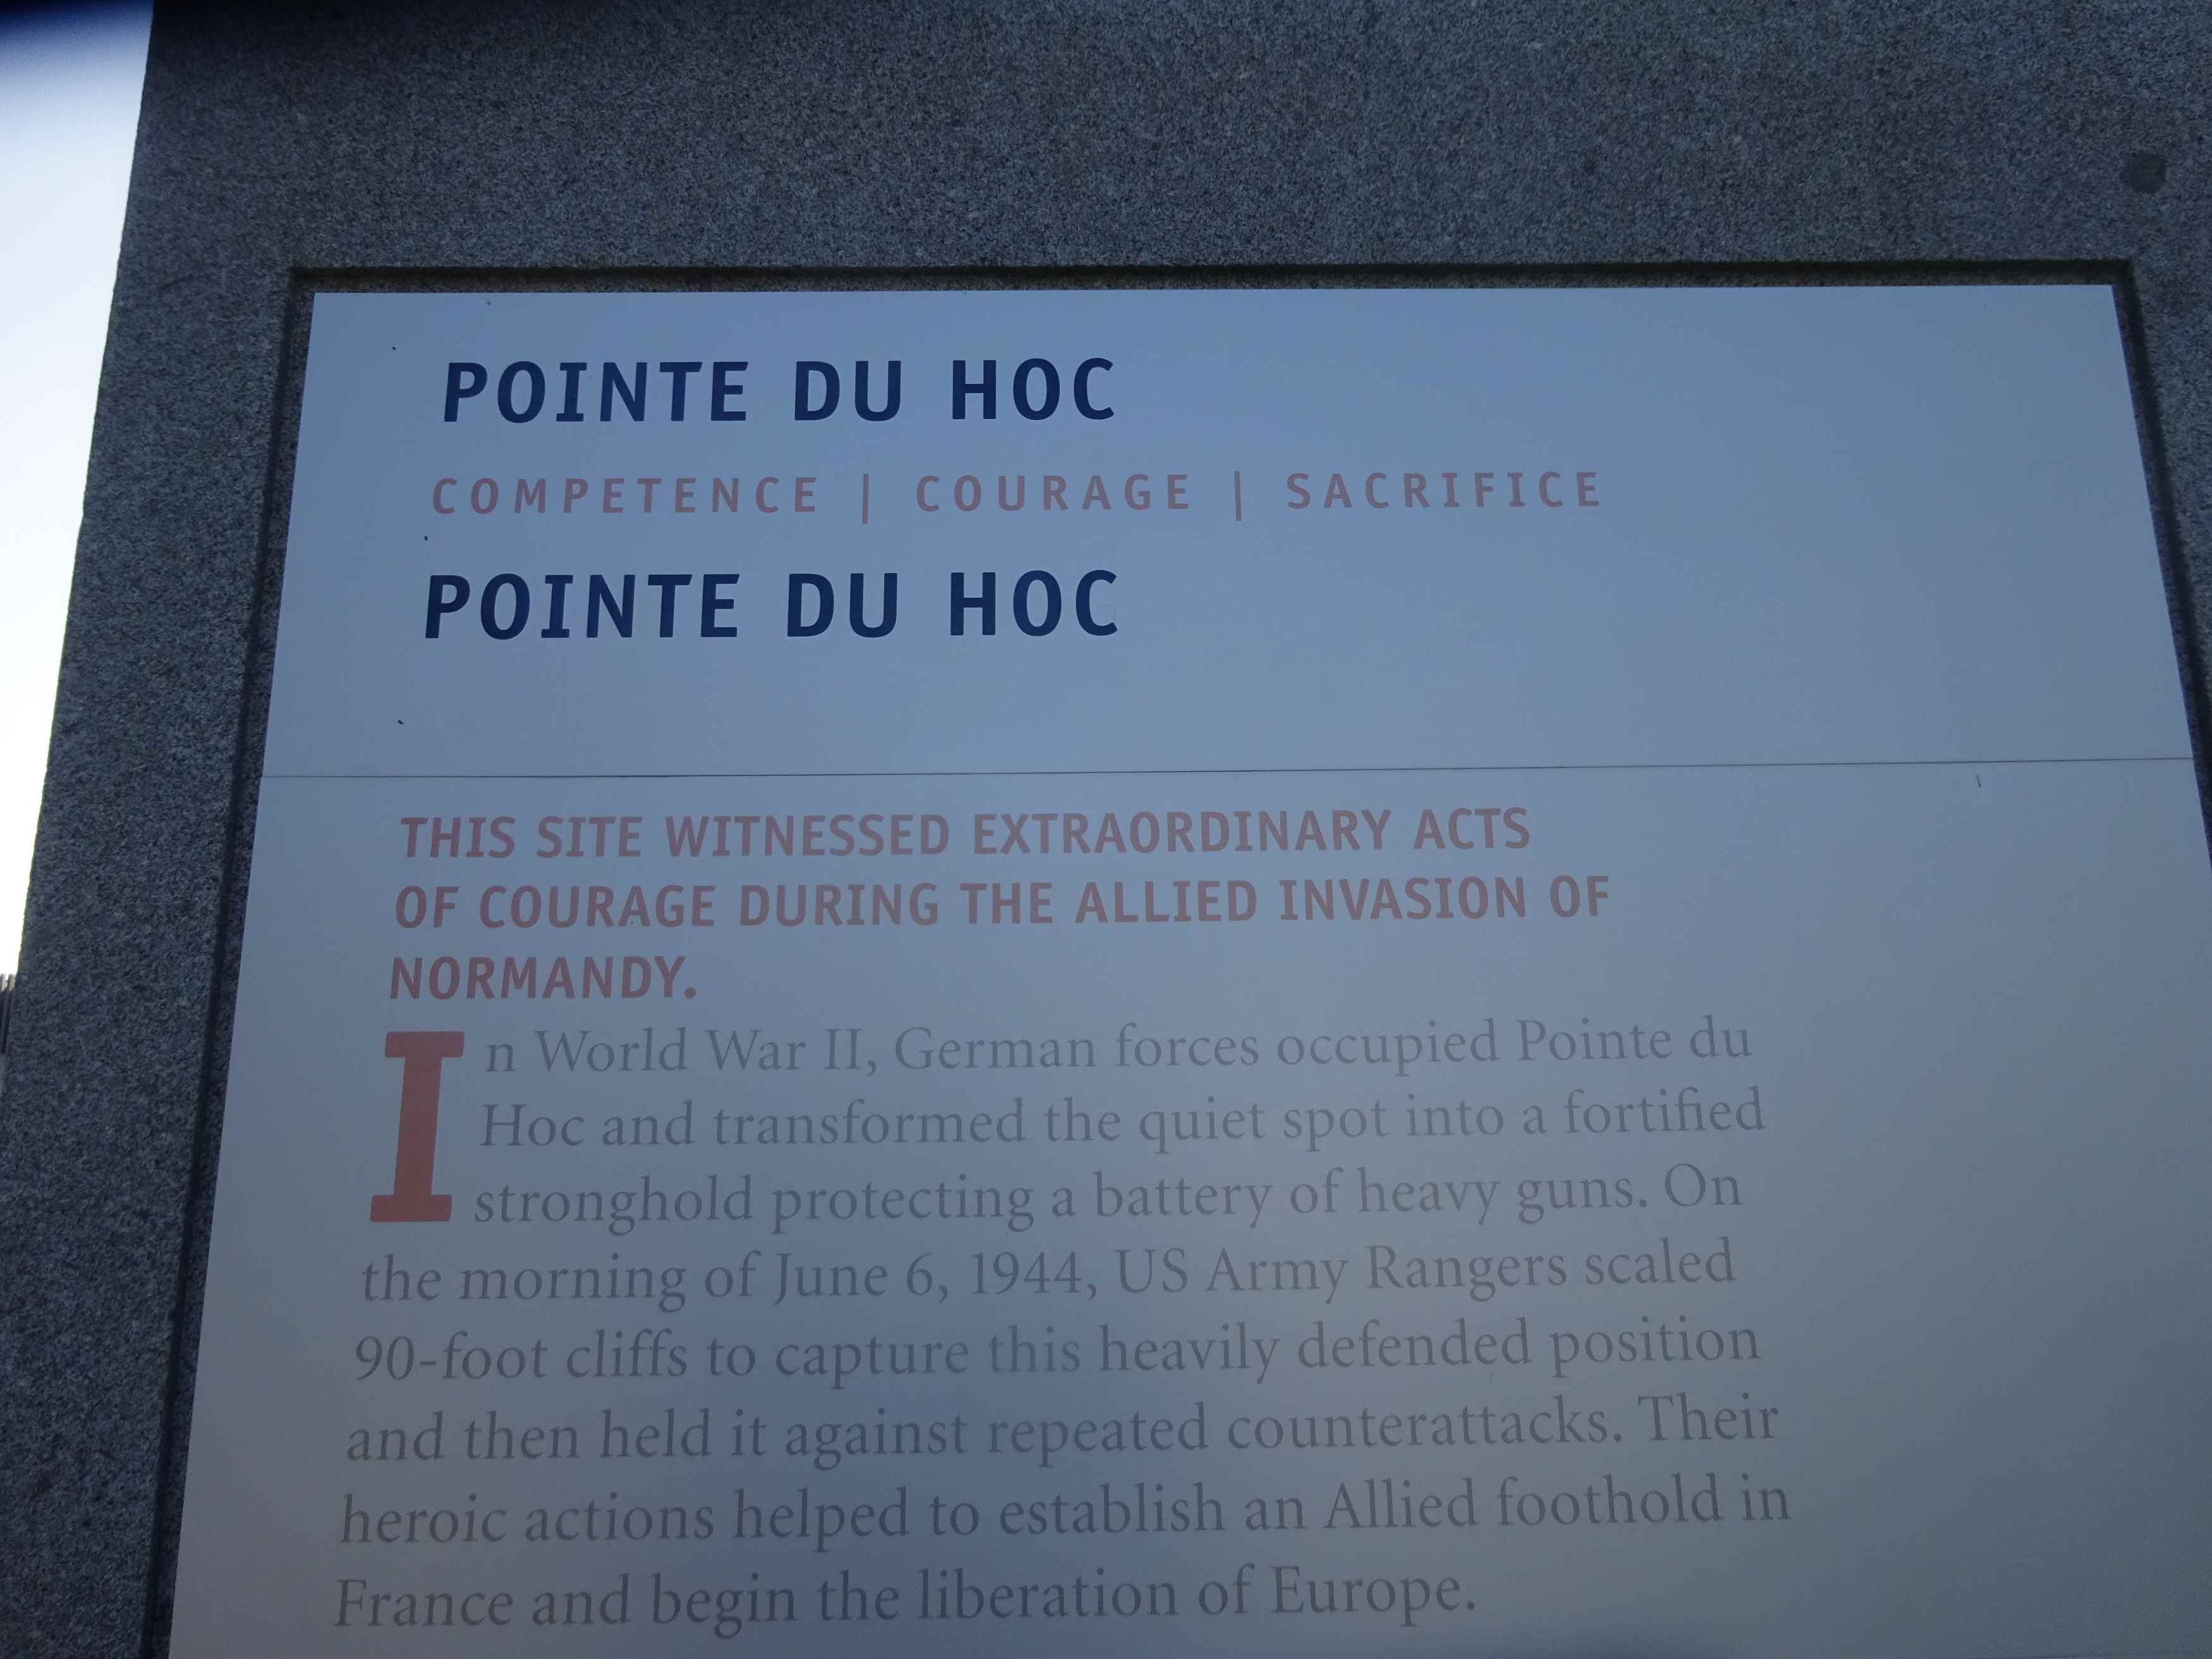 POINTE DU HOC
COMPETENCE | COURAGE | SACRIFICE
POINTE DU HOC
THIS SITE WITNESSED EXTRAORDINARY ACTS
OF COURAGE DURING THE ALLIED INVASION OF
NORMANDY.
In World War II, German forces occupied Pointe du
Hoc and transformed the quiet spot into a fortified
stronghold protecting a battery of heavy guns. On
the morning of June 6, 1944, US Army Rangers scaled
90-foot cliffs to capture this heavily defended position
and then held it against repeated counterattacks. Their
heroic actions helped to establish an Allied foothold in
France and begin the liberation of Europe.